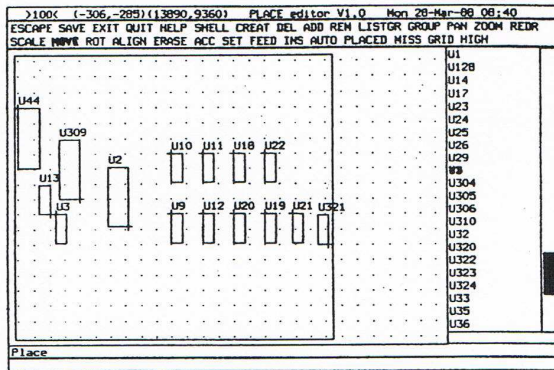 >100< (-306,-285)(13890,9360) PLACE editor V1.0 Mon 28-Mar-88 08:40
ESCAPE SAVE EXIT QUIT HELP SHELL CREAT DEL ADD REM LISTGR GROUP PAN ZOOM REDR
SCALE MOVE ROT ALIGN ERASE ACC SET FEED INS AUTO PLACED MISS GRID HIGH
U44
U309
U2
U10 U11 U18 U22
U13
U3
U9 U12 U20 U19 U21 U321
U1
U128
U14
U17
U23
U24
U25
U26
U29
U3
U304
U305
U306
U310
U32
U320
U322
U323
U324
U33
U35
U36
Place